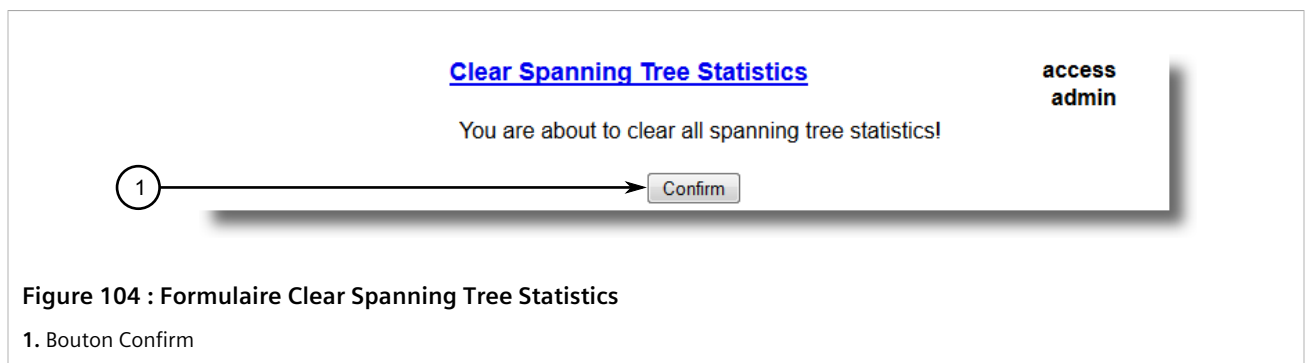 Clear Spanning Tree Statistics
access
admin
You are about to clear all spanning tree statistics!
1
Confirm
Figure 104 : Formulaire Clear Spanning Tree Statistics
1. Bouton Confirm